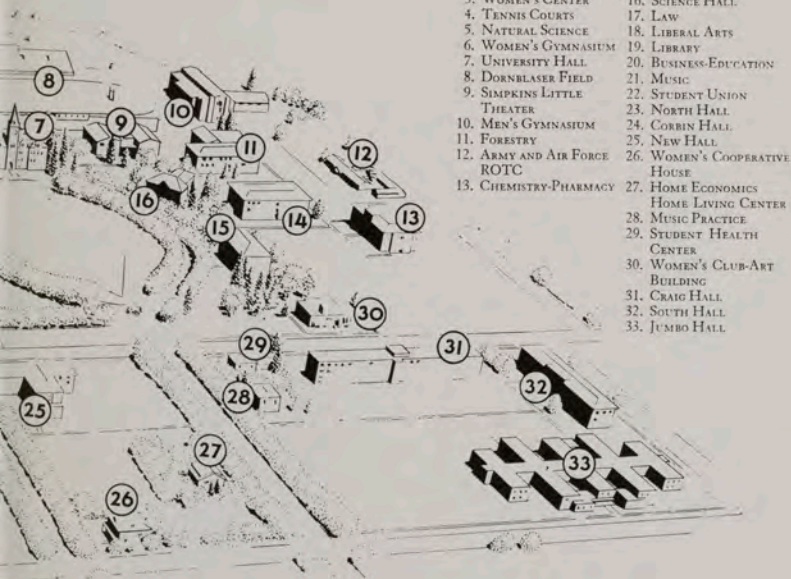 3. WOMEN'S CENTER
4. TENNIS COURTS
5. NATURAL SCIENCE
6. WOMEN'S GYMNASIUM
7. UNIVERSITY HALL
8. DORNBLASER FIELD
9. SIMPKINS LITTLE
THEATER
10. MEN'S GYMNASIUM
11. FORESTRY
12. ARMY AND AIR FORCE
ROTC
13. CHEMISTRY-PHARMACY
16. SCIENCE HALL
17. LAW
18. LIBERAL ARTS
19. LIBRARY
20. BUSINESS-EDUCATION
21. MUSIC
22. STUDENT UNION
23. NORTH HALL
24. CORBIN HALL
25. NEW HALL
26. WOMEN'S COOPERATIVE
HOUSE
27. HOME ECONOMICS
HOME LIVING CENTER
28. MUSIC PRACTICE
29. STUDENT HEALTH
CENTER
30. WOMEN'S CLUB-ART
BUILDING
31. CRAIG HALL
32. SOUTH HALL
33. JUMBO HALL
8
10
7
9
11
12
16
14
13
15
30
29
31
28
32
25
27
33
26